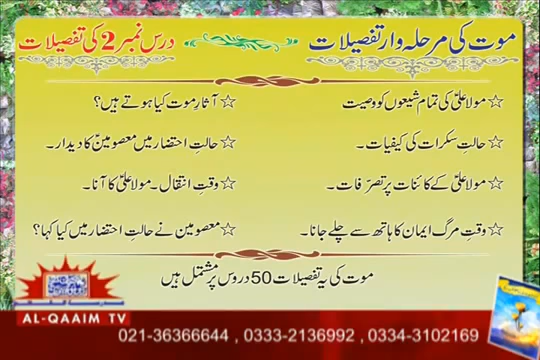 موت کی مرحلہ وار تفصیلات درس نمبر 2 کی تفصیلات
☆ مولا علیؑ کی تمام شیعوں کو وصیت ☆ آثارِ موت کیا ہوتے ہیں؟
☆ حالتِ سکرات کی کیفیات۔ ☆ حالتِ احتضار میں معصومینؑ کا دیدار۔
☆ مولا علیؑ کے کائنات پر تصرّفات۔ ☆ وقتِ انتقال۔ مولا علیؑ کا آنا۔
☆ وقتِ مرگ ایمان کا ہاتھ سے چلے جانا۔ ☆ معصومین نے حالتِ احتضار میں کیا کہا؟
موت کی یہ تفصیلات 50 دروس پر مشتمل ہیں
AL-QAAIM TV
021-36366644 , 0333-2136992 , 0334-3102169